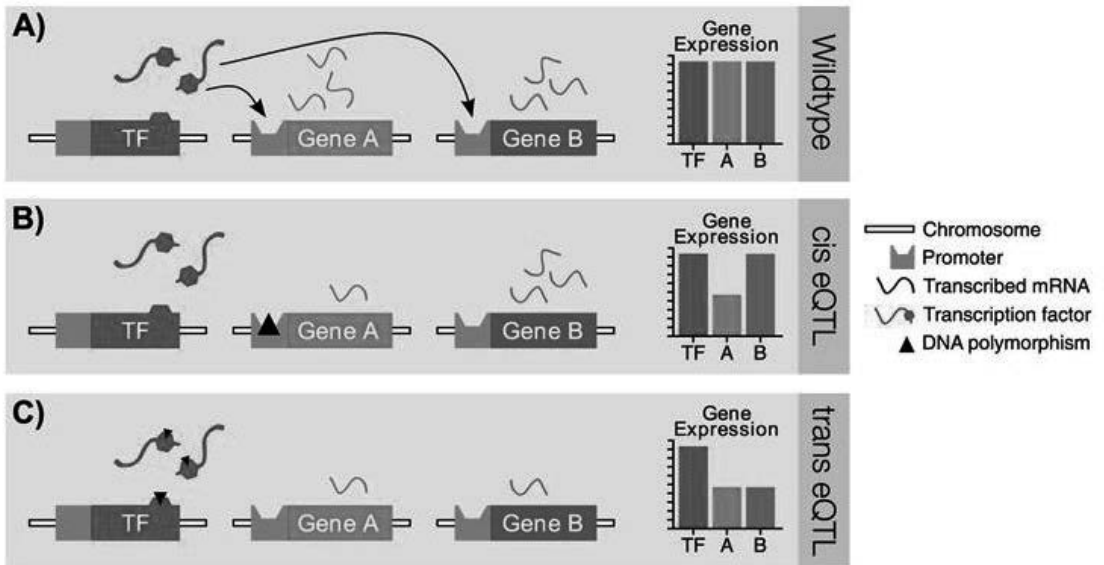 A)
Gene
Expression
TF
Gene A
Gene B
TF A B
Wildtype
B)
Gene
Expression
TF
Gene A
Gene B
TF A B
cis eQTL
Chromosome
Promoter
Transcribed mRNA
Transcription factor
DNA polymorphism
C)
Gene
Expression
TF
Gene A
Gene B
TF A B
trans eQTL